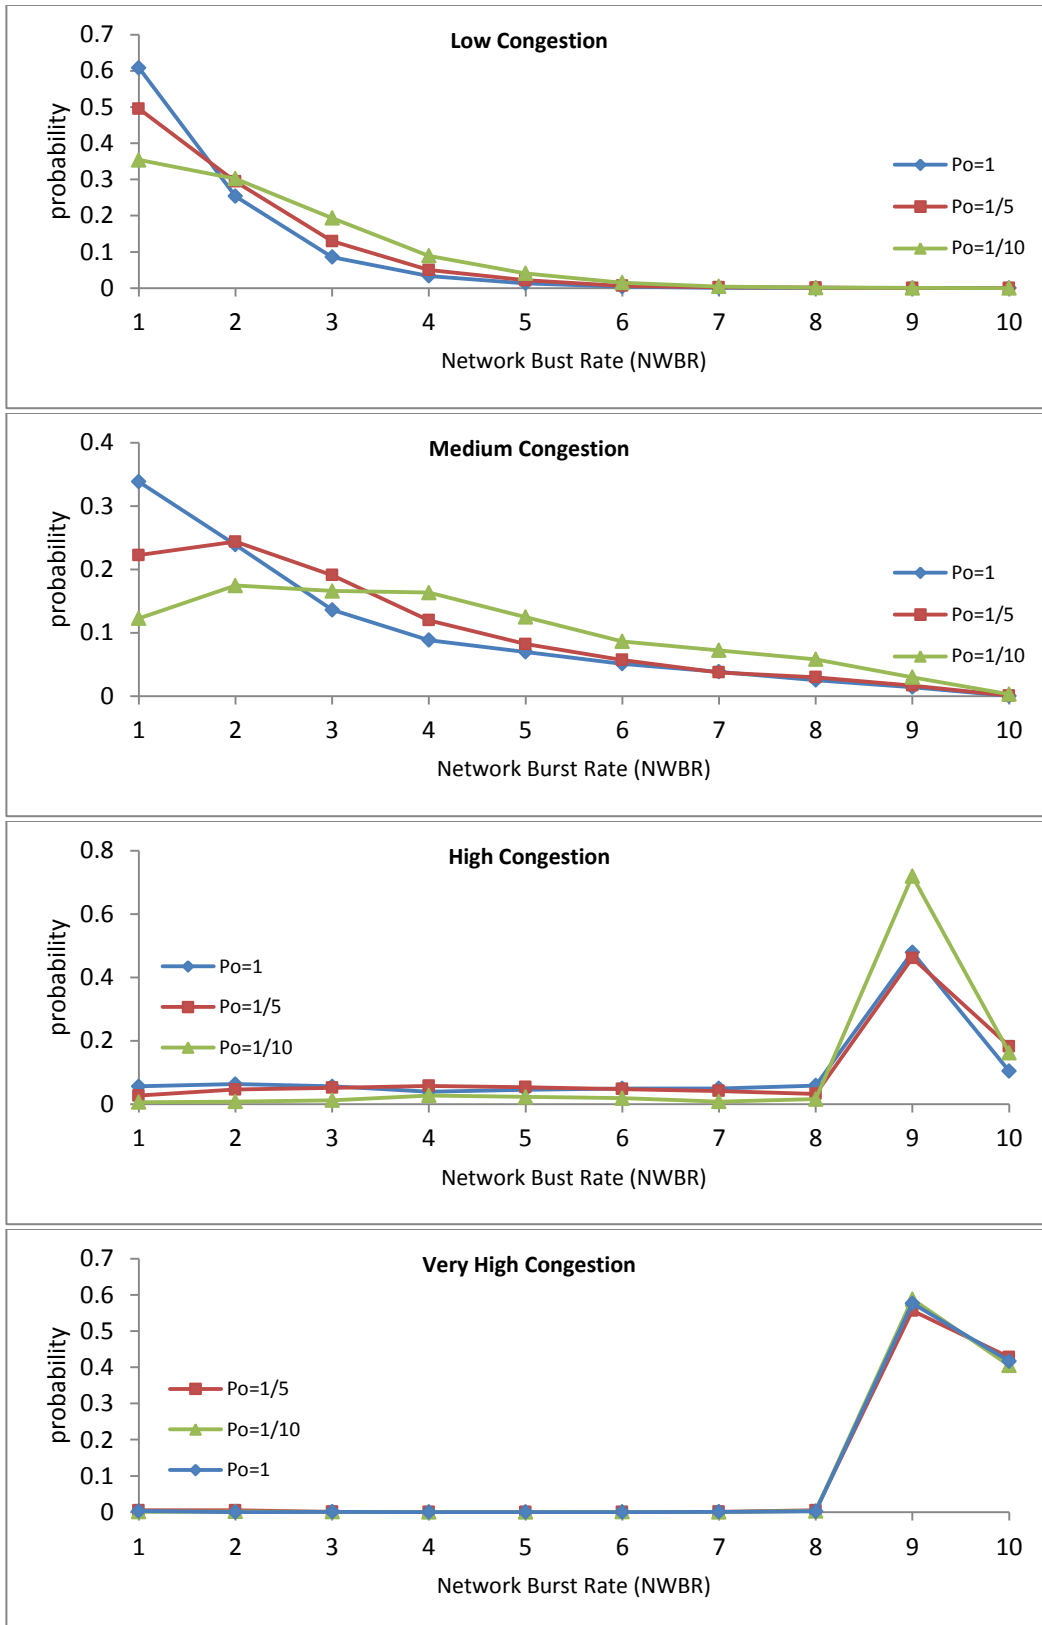 Low Congestion
probability
0.7
0.6
0.5
0.4
0.3
0.2
0.1
0
Po=1
Po=1/5
Po=1/10
1 2 3 4 5 6 7 8 9 10
Network Bust Rate (NWBR)
Medium Congestion
probability
0.4
0.3
0.2
0.1
0
Po=1
Po=1/5
Po=1/10
1 2 3 4 5 6 7 8 9 10
Network Burst Rate (NWBR)
High Congestion
probability
0.8
0.6
0.4
0.2
0
Po=1
Po=1/5
Po=1/10
1 2 3 4 5 6 7 8 9 10
Network Bust Rate (NWBR)
Very High Congestion
probability
0.7
0.6
0.5
0.4
0.3
0.2
0.1
0
Po=1/5
Po=1/10
Po=1
1 2 3 4 5 6 7 8 9 10
Network Burst Rate (NWBR)